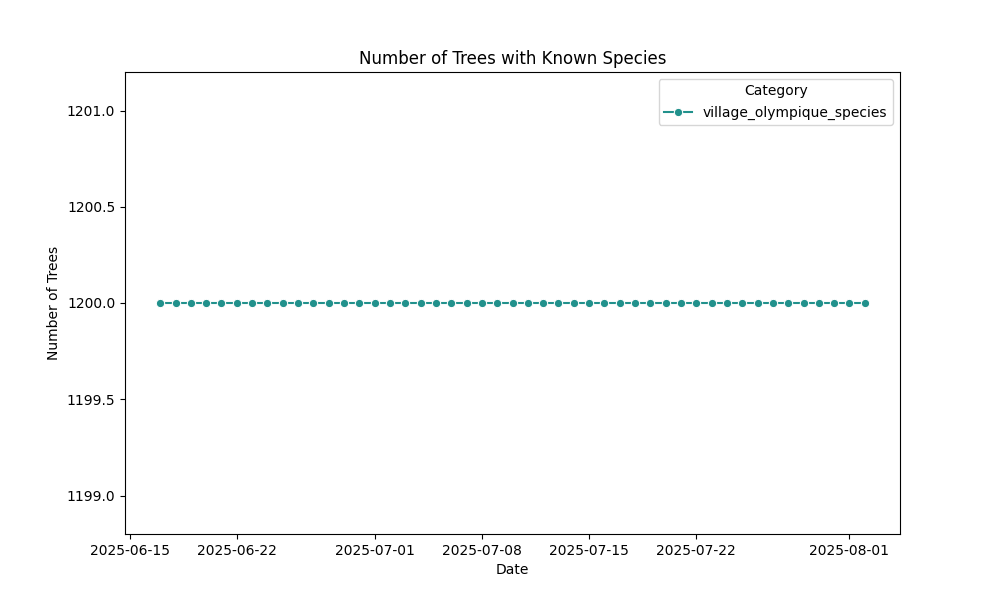 Number of Trees with Known Species
Category
village_olympique_species
1201.0
1200.5
1200.0
1199.5
1199.0
Number of Trees
2025-06-15
2025-06-22
2025-07-01
2025-07-08
2025-07-15
2025-07-22
2025-08-01
Date